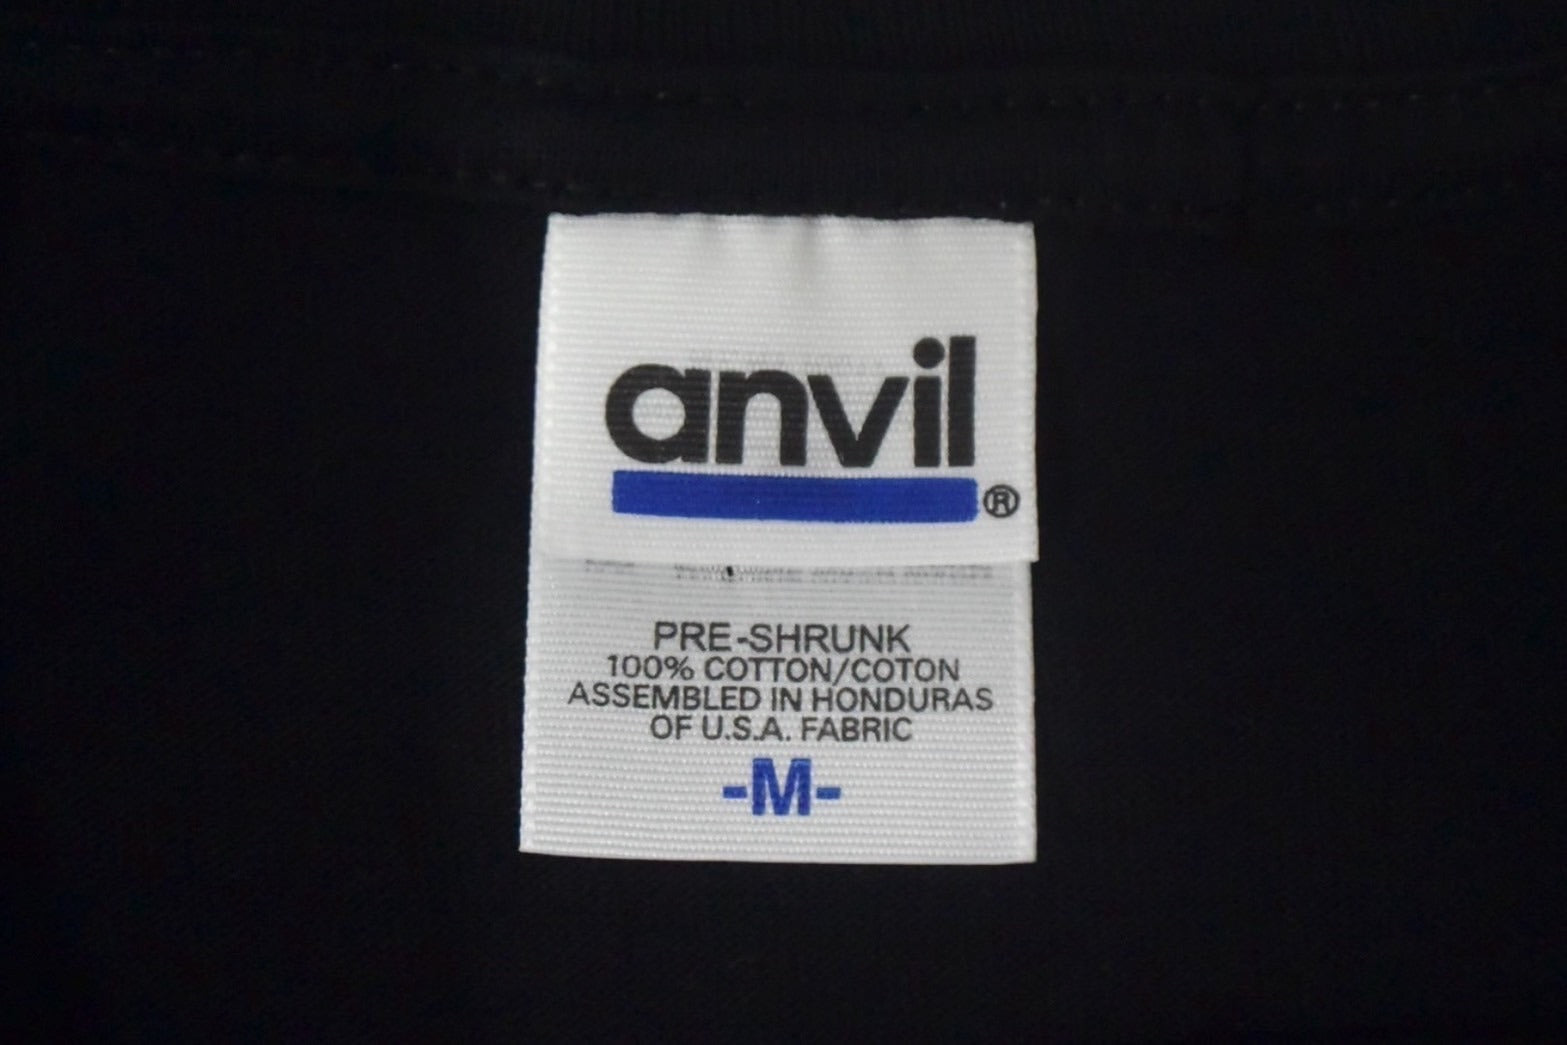 anvil
®
PRE-SHRUNK
100% COTTON/COTON
ASSEMBLED IN HONDURAS
OF U.S.A. FABRIC
-M-